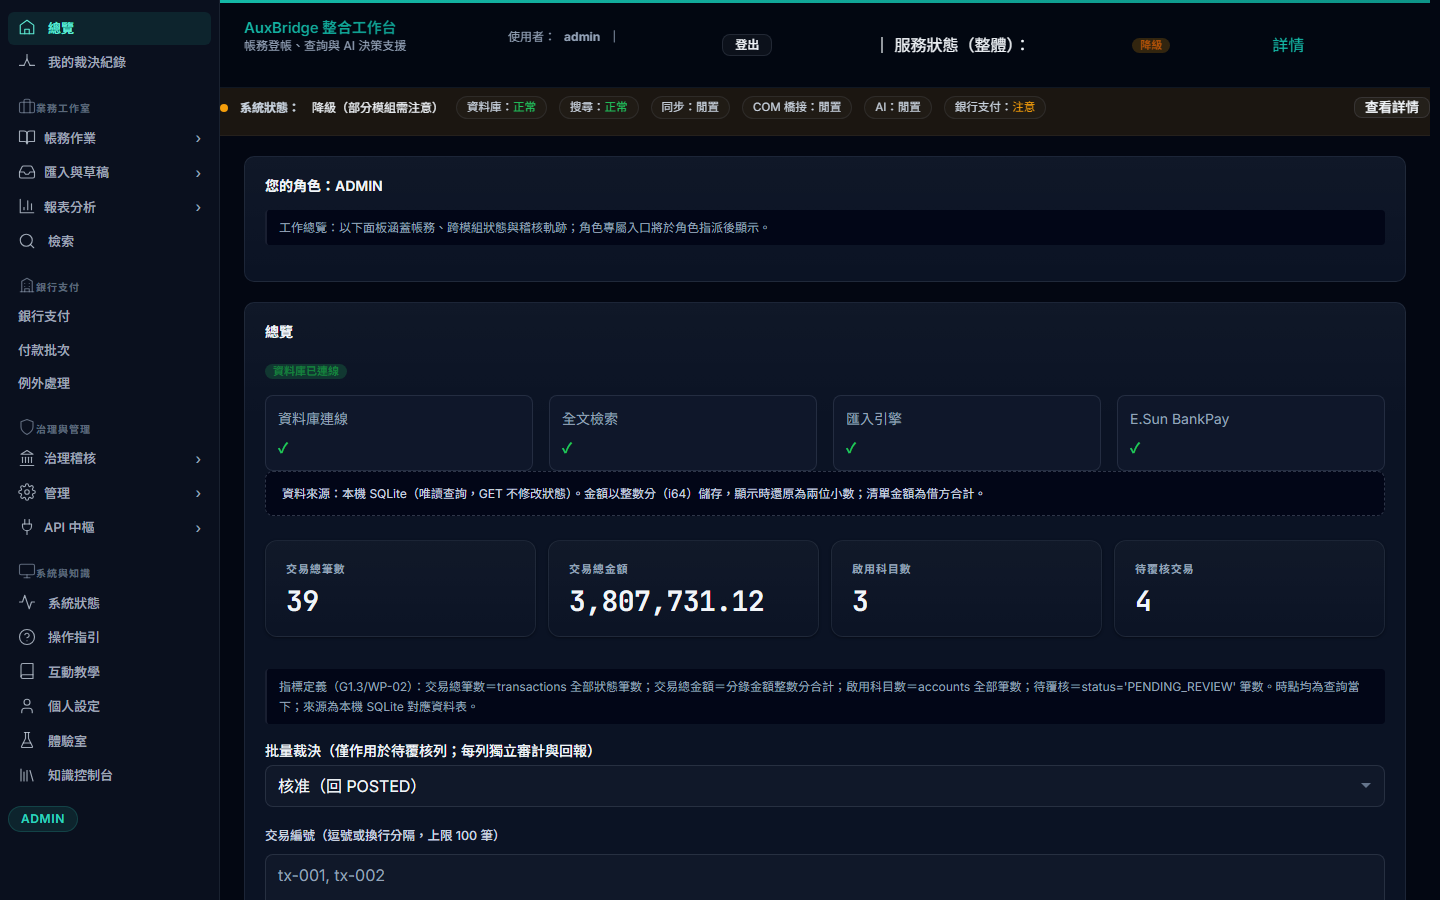 總覽
我的裁決紀錄
業務工作室
帳務作業
匯入與草稿
報表分析
檢索
銀行支付
銀行支付
付款批次
例外處理
治理與管理
治理稽核
管理
API 中樞
系統與知識
系統狀態
操作指引
互動教學
個人設定
體驗室
知識控制台
ADMIN
AuxBridge 整合工作台
帳務登帳、查詢與 AI 決策支援
使用者： admin |
登出
| 服務狀態（整體）：
降級
詳情
系統狀態： 降級（部分模組需注意） 資料庫：正常 搜尋：正常 同步：閒置 COM 橋接：閒置 AI：閒置 銀行支付：注意 查看詳情
您的角色：ADMIN
工作總覽：以下面板涵蓋帳務、跨模組狀態與稽核軌跡；角色專屬入口將於角色指派後顯示。
總覽
資料庫已連線
資料庫連線 全文檢索 匯入引擎 E.Sun BankPay
✓ ✓ ✓ ✓
資料來源：本機 SQLite（唯讀查詢，GET 不修改狀態）。金額以整數分（i64）儲存，顯示時還原為兩位小數；清單金額為借方合計。
交易總筆數 交易總金額 啟用科目數 待覆核交易
39 3,807,731.12 3 4
指標定義（G1.3/WP-02）：交易總筆數＝transactions 全部狀態筆數；交易總金額＝分錄金額整數分合計；啟用科目數＝accounts 全部筆數；待覆核＝status='PENDING_REVIEW' 筆數。時點均為查詢當
下；來源為本機 SQLite 對應資料表。
批量裁決（僅作用於待覆核列；每列獨立審計與回報）
核准（回 POSTED）
交易編號（逗號或換行分隔，上限 100 筆）
tx-001, tx-002